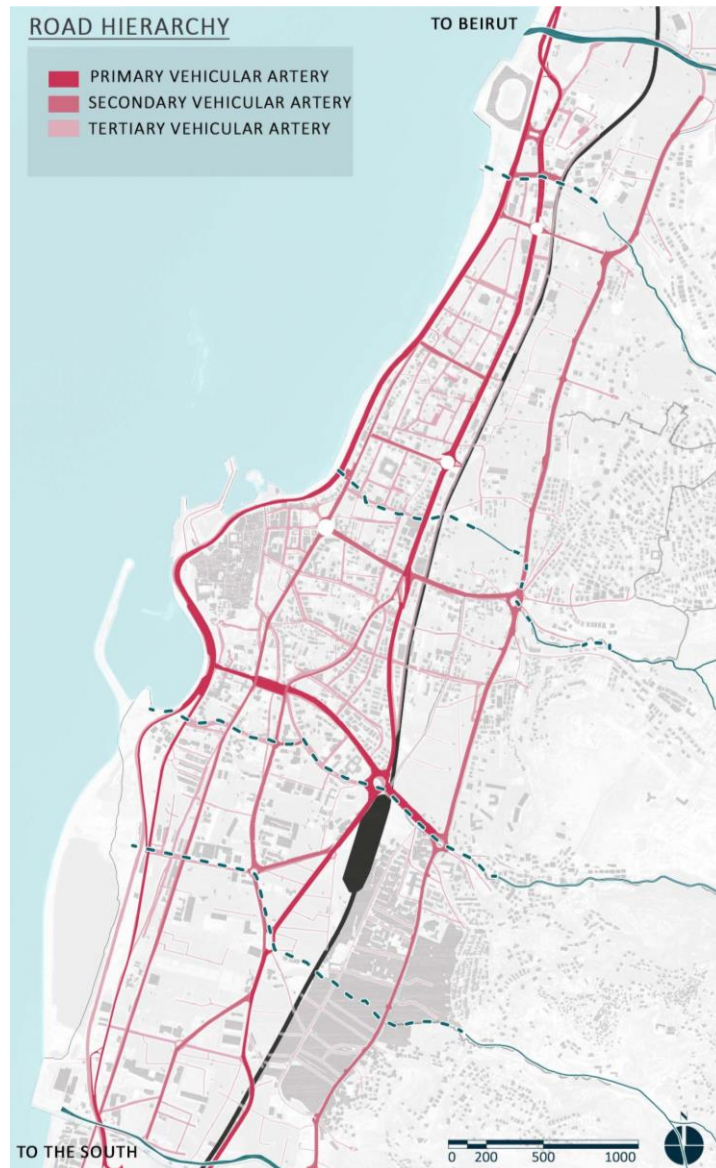 ROAD HIERARCHY
TO BEIRUT
PRIMARY VEHICULAR ARTERY
SECONDARY VEHICULAR ARTERY
TERTIARY VEHICULAR ARTERY
TO THE SOUTH
0 200 500 1000
N